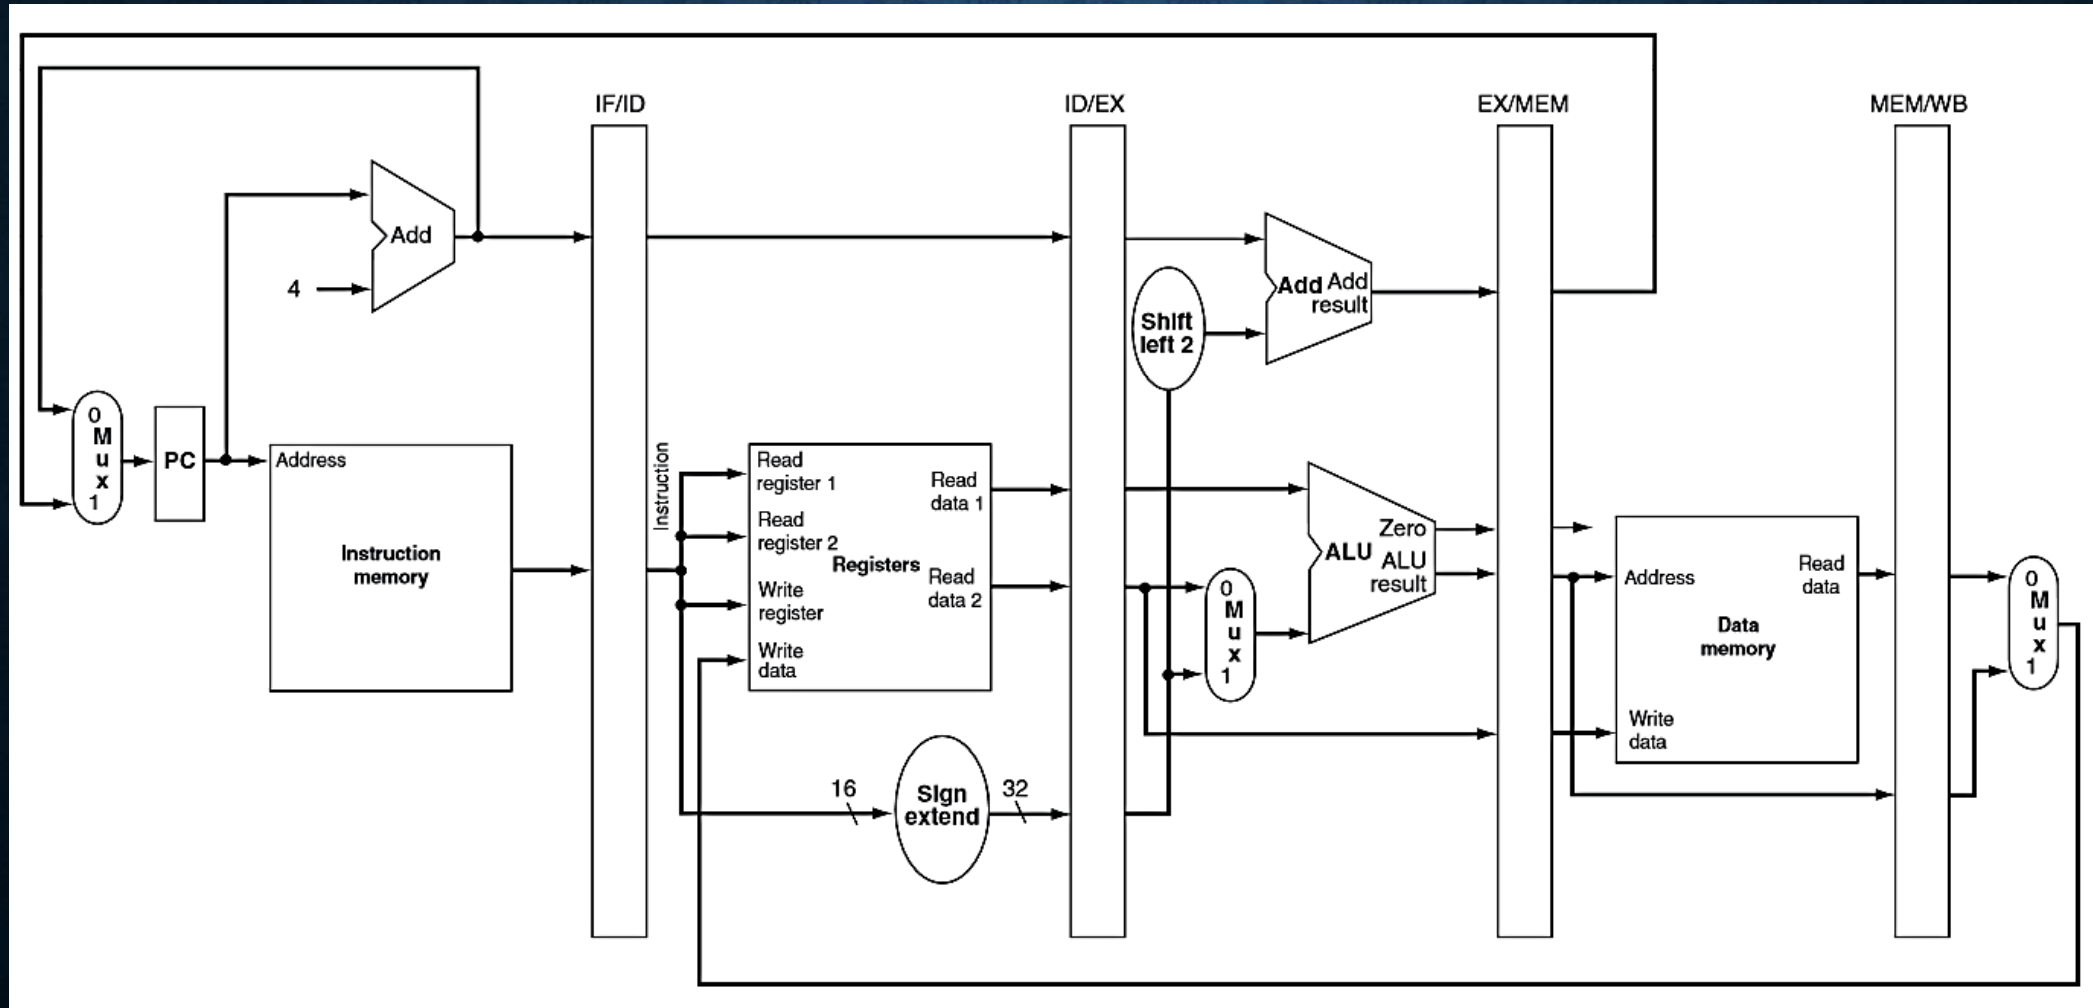 IF/ID
ID/EX
EX/MEM
MEM/WB
Add
4
Add Add
result
Shift
left 2
0
M
u
x
1
PC
Address
Instruction
memory
Instruction
Read
register 1
Read
register 2
Write
register
Write
data
Registers
Read
data 1
Read
data 2
16
Sign
extend
32
0
M
u
x
1
Zero
ALU
ALU
result
Address
Read
data
Data
memory
Write
data
0
M
u
x
1